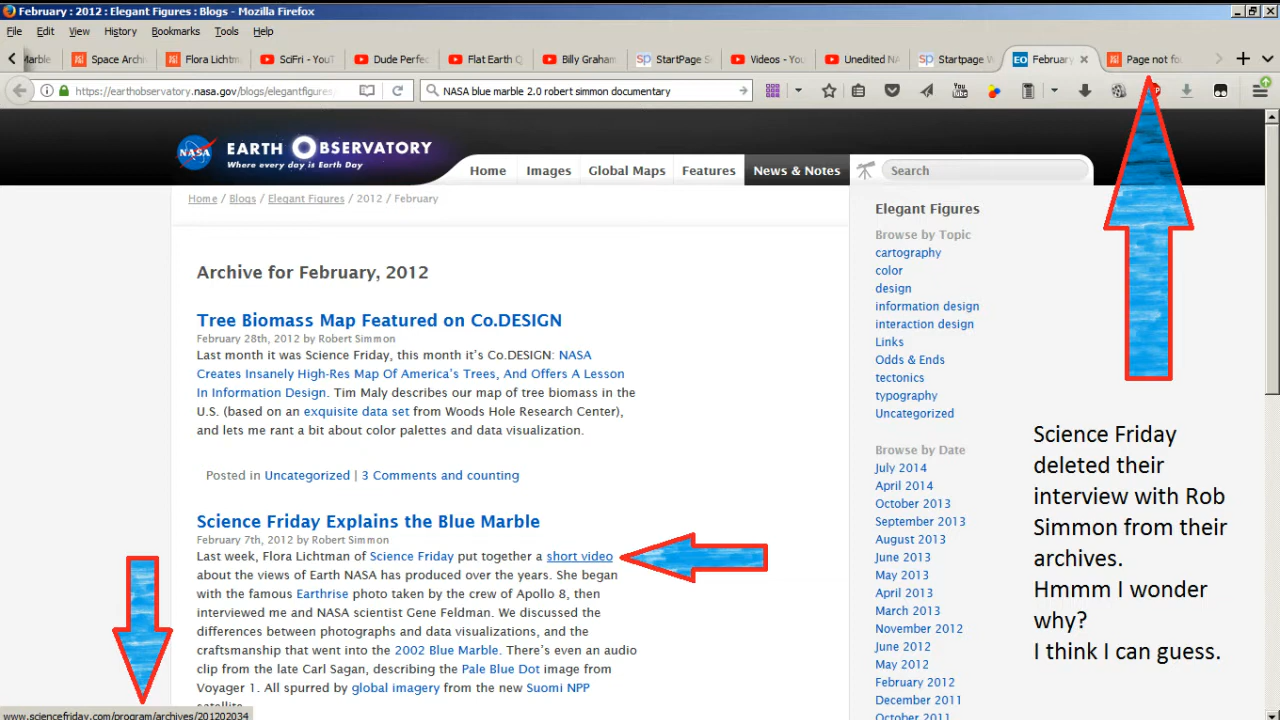 February : 2012 : Elegant Figures : Blogs - Mozilla Firefox
File Edit View History Bookmarks Tools Help
Marble Space Archi Flora Lichtm SciFri - YouT Dude Perfec Flat Earth Q Billy Graham StartPage S Videos - You Unedited NA Startpage W EO February Page not fo
https://earthobservatory.nasa.gov/blogs/elegantfigures NASA blue marble 2.0 robert simmon documentary
NASA EARTH OBSERVATORY
Where every day is Earth Day
Home Images Global Maps Features News & Notes Search
Home / Blogs / Elegant Figures / 2012 / February
Archive for February, 2012
Tree Biomass Map Featured on Co.DESIGN
February 28th, 2012 by Robert Simmon
Last month it was Science Friday, this month it's Co.DESIGN: NASA
Creates Insanely High-Res Map Of America's Trees, And Offers A Lesson
In Information Design. Tim Maly describes our map of tree biomass in the
U.S. (based on an exquisite data set from Woods Hole Research Center),
and lets me rant a bit about color palettes and data visualization.
Posted in Uncategorized | 3 Comments and counting
Science Friday Explains the Blue Marble
February 7th, 2012 by Robert Simmon
Last week, Flora Lichtman of Science Friday put together a short video
about the views of Earth NASA has produced over the years. She began
with the famous Earthrise photo taken by the crew of Apollo 8, then
interviewed me and NASA scientist Gene Feldman. We discussed the
differences between photographs and data visualizations, and the
craftsmanship that went into the 2002 Blue Marble. There's even an audio
clip from the late Carl Sagan, describing the Pale Blue Dot image from
Voyager 1. All spurred by global imagery from the new Suomi NPP
satellite.
www.sciencefriday.com/program/archives/201202034
Elegant Figures
Browse by Topic
cartography
color
design
information design
interaction design
Links
Odds & Ends
tectonics
typography
Uncategorized
Browse by Date
July 2014
April 2014
October 2013
September 2013
August 2013
June 2013
May 2013
April 2013
March 2013
November 2012
June 2012
May 2012
February 2012
December 2011
October 2011
Science Friday
deleted their
interview with Rob
Simmon from their
archives.
Hmmm I wonder
why?
I think I can guess.